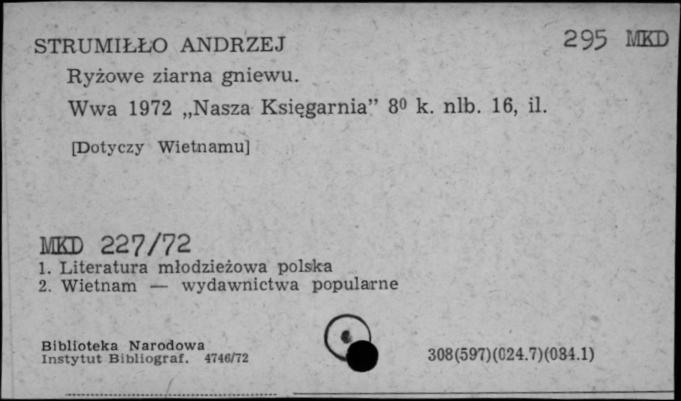 295 MKD
STRUMIŁŁO ANDRZEJ
Ryżowe ziarna gniewu.
Wwa 1972 „Nasza Księgarnia” 8⁰ k. nlb. 16, il.
[Dotyczy Wietnamu]
MKD 227/72
1. Literatura młodzieżowa polska
2. Wietnam — wydawnictwa popularne
Biblioteka Narodowa
Instytut Bibliograf. 4746/72
308(597)(024.7)(084.1)